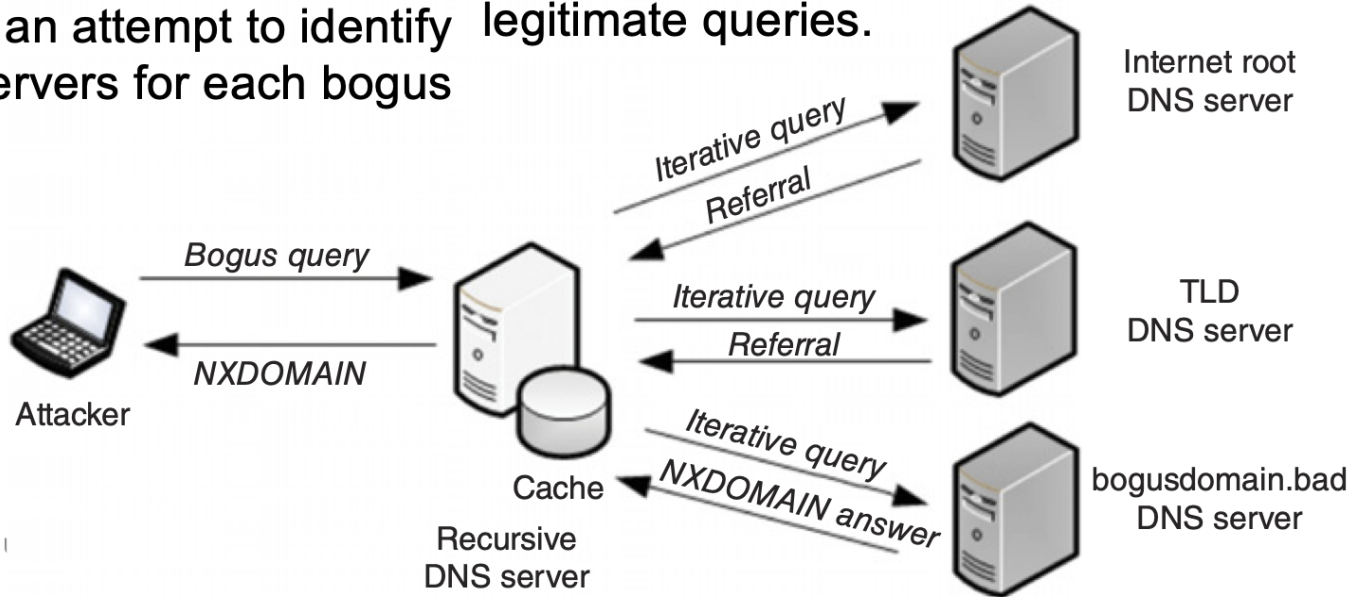 an attempt to identify
ervers for each bogus
legitimate queries.
Internet root
DNS server
Iterative query
Referral
Bogus query
NXDOMAIN
Attacker
Iterative query
Referral
TLD
DNS server
Iterative query
NXDOMAIN answer
bogusdomain.bad
DNS server
Cache
Recursive
DNS server